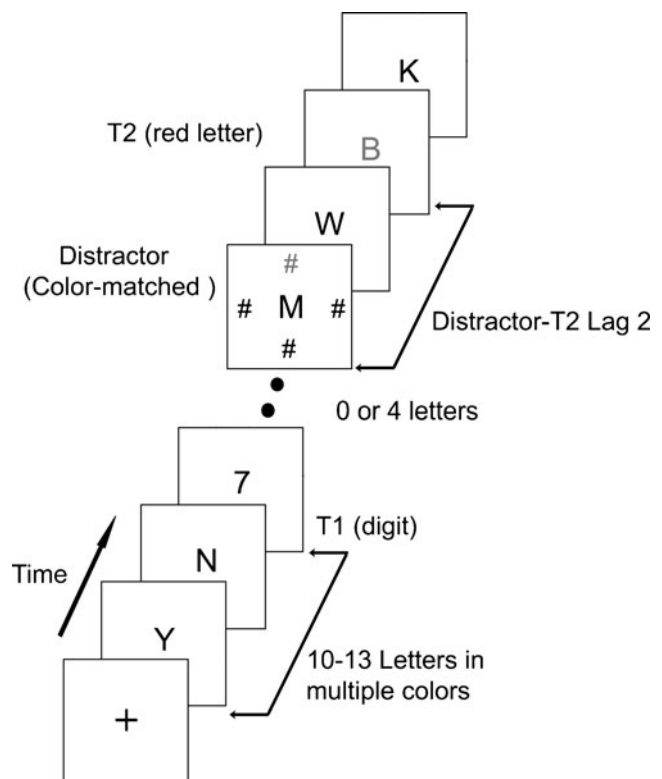 K
T2 (red letter)
B
W
Distractor
(Color-matched )
#
# M #
#
Distractor-T2 Lag 2
0 or 4 letters
7
T1 (digit)
N
Time
Y
10-13 Letters in
multiple colors
+